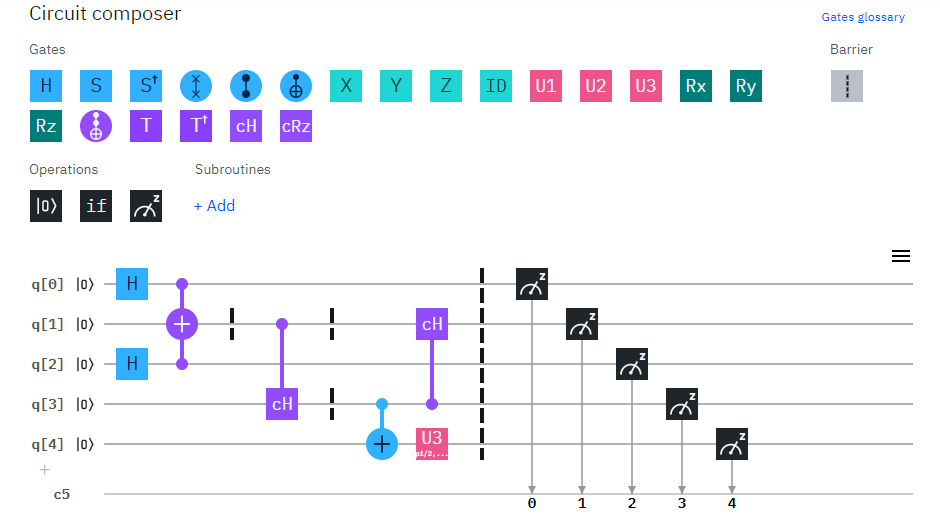 Circuit composer
Gates glossary
Gates
Barrier
H S S† X Y Z ID U1 U2 U3 Rx Ry
Rz T T† cH cRz
Operations
Subroutines
|0⟩ if z
+ Add
q[0] |0⟩ H z
q[1] |0⟩ cH z
q[2] |0⟩ H z
q[3] |0⟩ cH z
q[4] |0⟩ U3 z
pi/2,...
+
c5
0 1 2 3 4